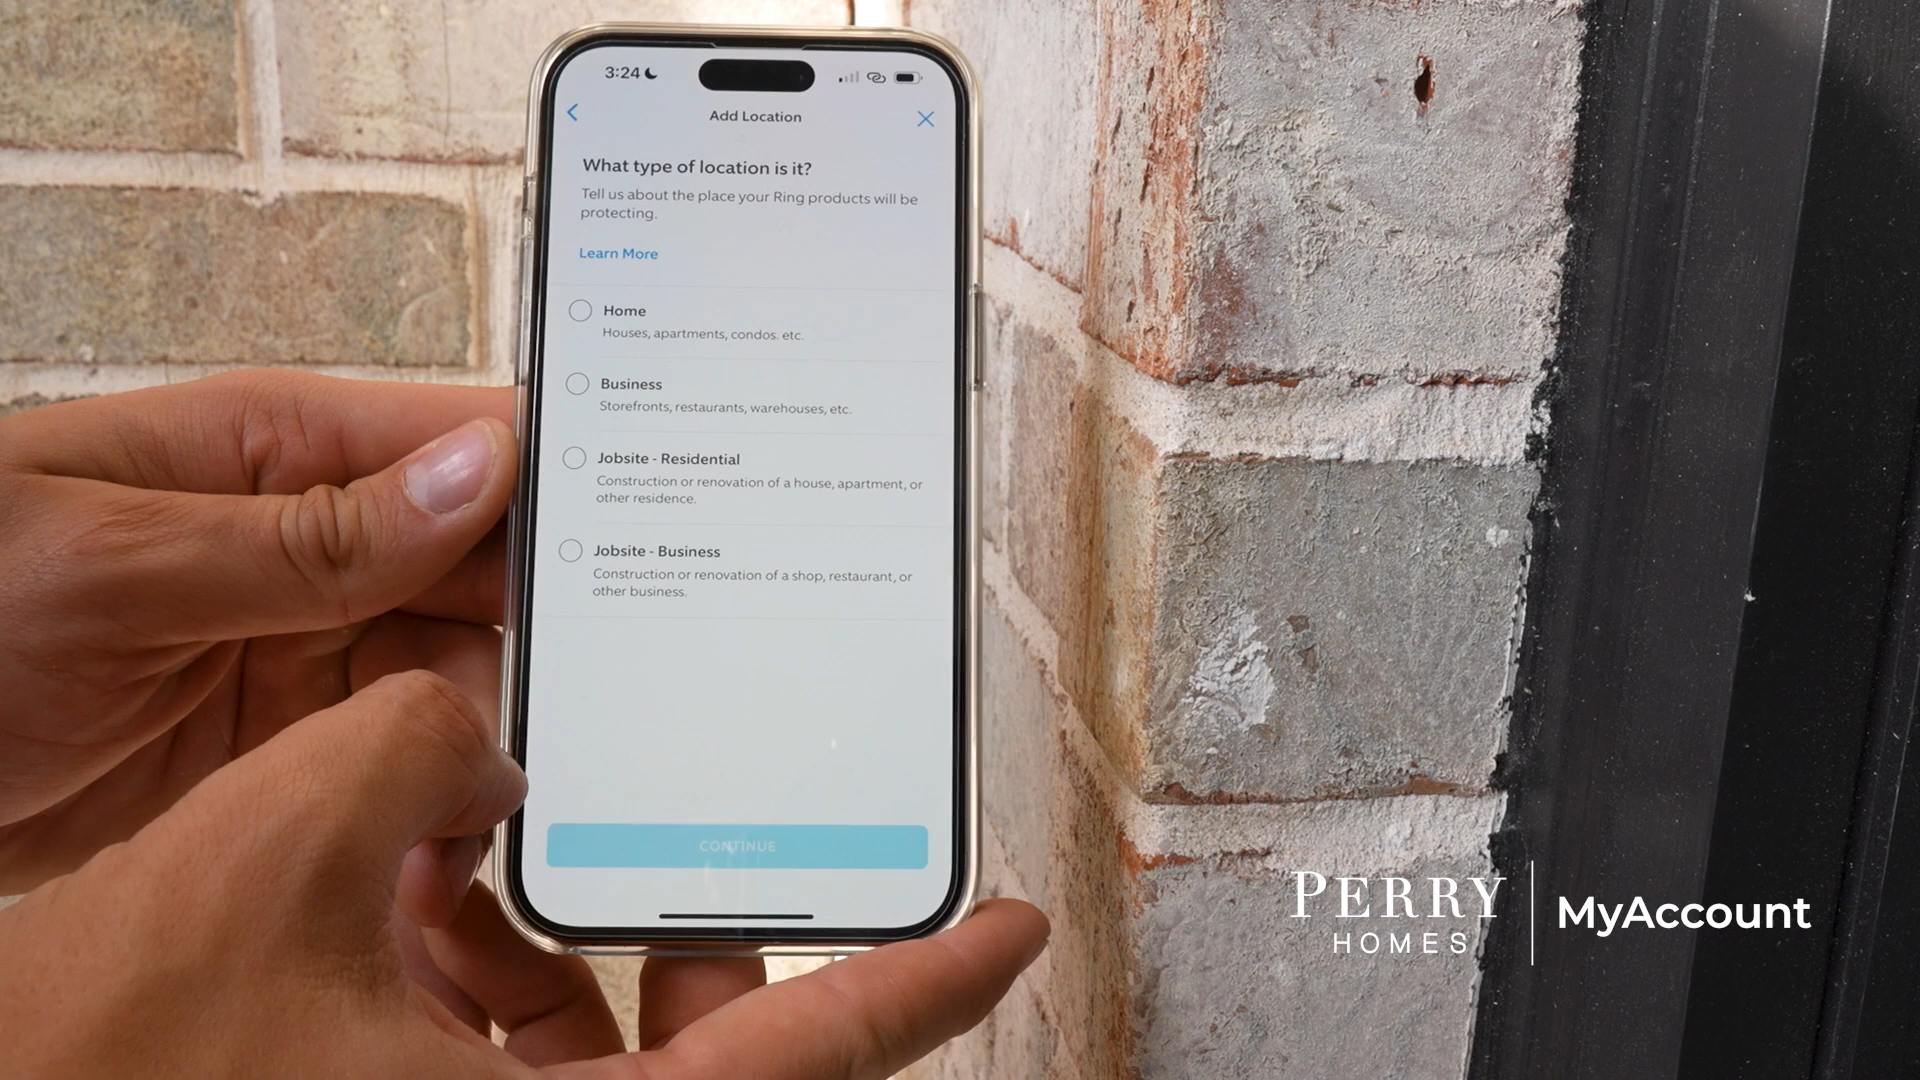 3:24
Add Location
What type of location is it?
Tell us about the place your Ring products will be
protecting.
Learn More
Home
Houses, apartments, condos. etc.
Business
Storefronts, restaurants, warehouses, etc.
Jobsite - Residential
Construction or renovation of a house, apartment, or
other residence.
Jobsite - Business
Construction or renovation of a shop, restaurant, or
other business.
CONTINUE
PERRY
HOMES
MyAccount